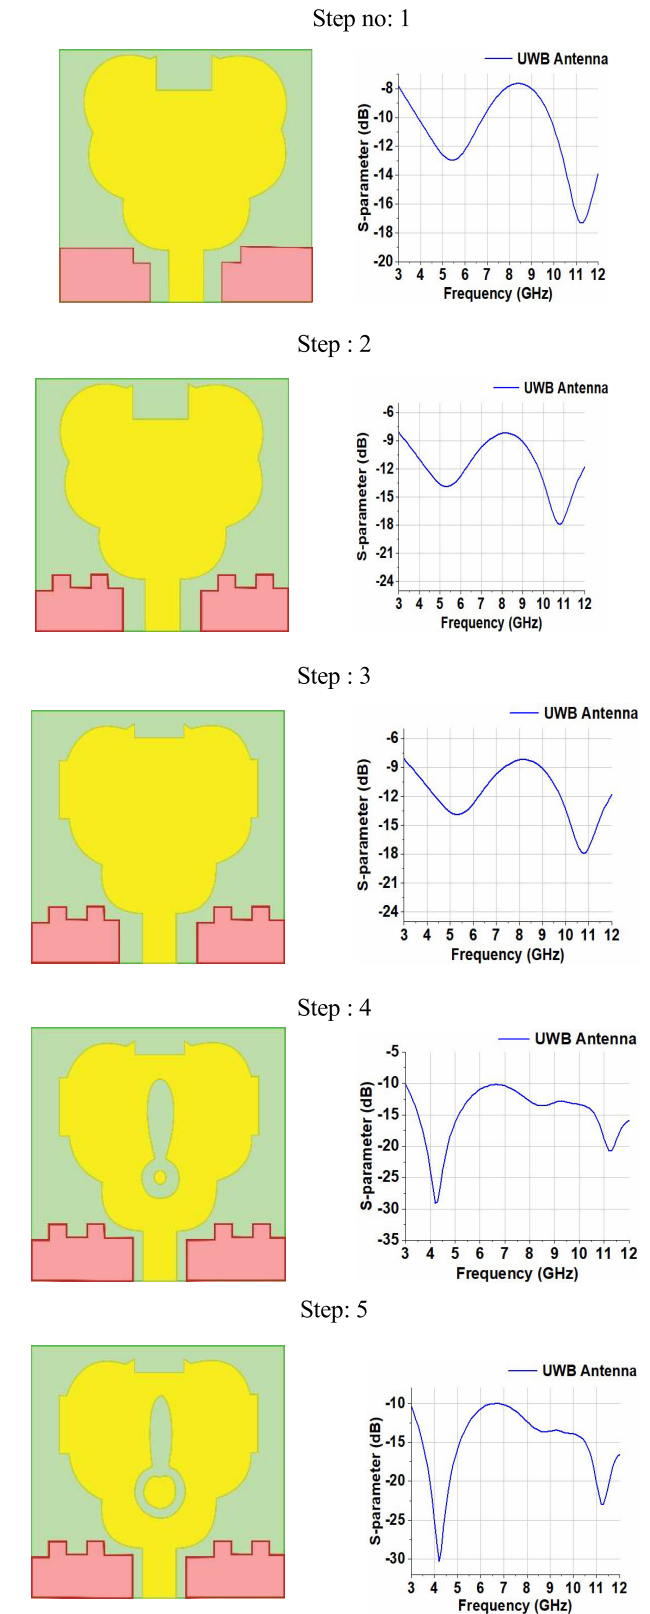 Step no: 1
UWB Antenna
S-parameter (dB)
-8
-10
-12
-14
-16
-18
-20
3 4 5 6 7 8 9 10 11 12
Frequency (GHz)
Step : 2
UWB Antenna
S-parameter (dB)
-6
-9
-12
-15
-18
-21
-24
3 4 5 6 7 8 9 10 11 12
Frequency (GHz)
Step : 3
UWB Antenna
S-parameter (dB)
-6
-9
-12
-15
-18
-21
-24
3 4 5 6 7 8 9 10 11 12
Frequency (GHz)
Step : 4
UWB Antenna
S-parameter (dB)
-5
-10
-15
-20
-25
-30
-35
3 4 5 6 7 8 9 10 11 12
Frequency (GHz)
Step: 5
UWB Antenna
S-parameter (dB)
-10
-15
-20
-25
-30
3 4 5 6 7 8 9 10 11 12
Frequency (GHz)